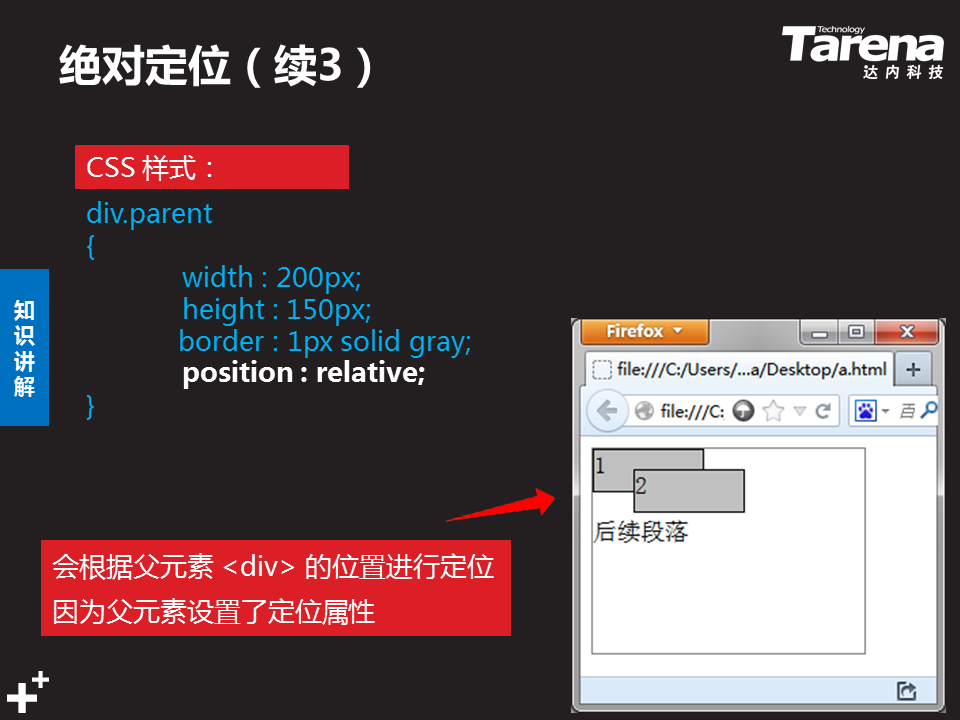 绝对定位（续3）
Technology
Tarena
达内科技
CSS 样式：
div.parent
{
width : 200px;
height : 150px;
border : 1px solid gray;
position : relative;
}
知识讲解
会根据父元素 <div> 的位置进行定位
因为父元素设置了定位属性
Firefox
file:///C:/Users/...a/Desktop/a.html
file:///C:
百
1
2
后续段落